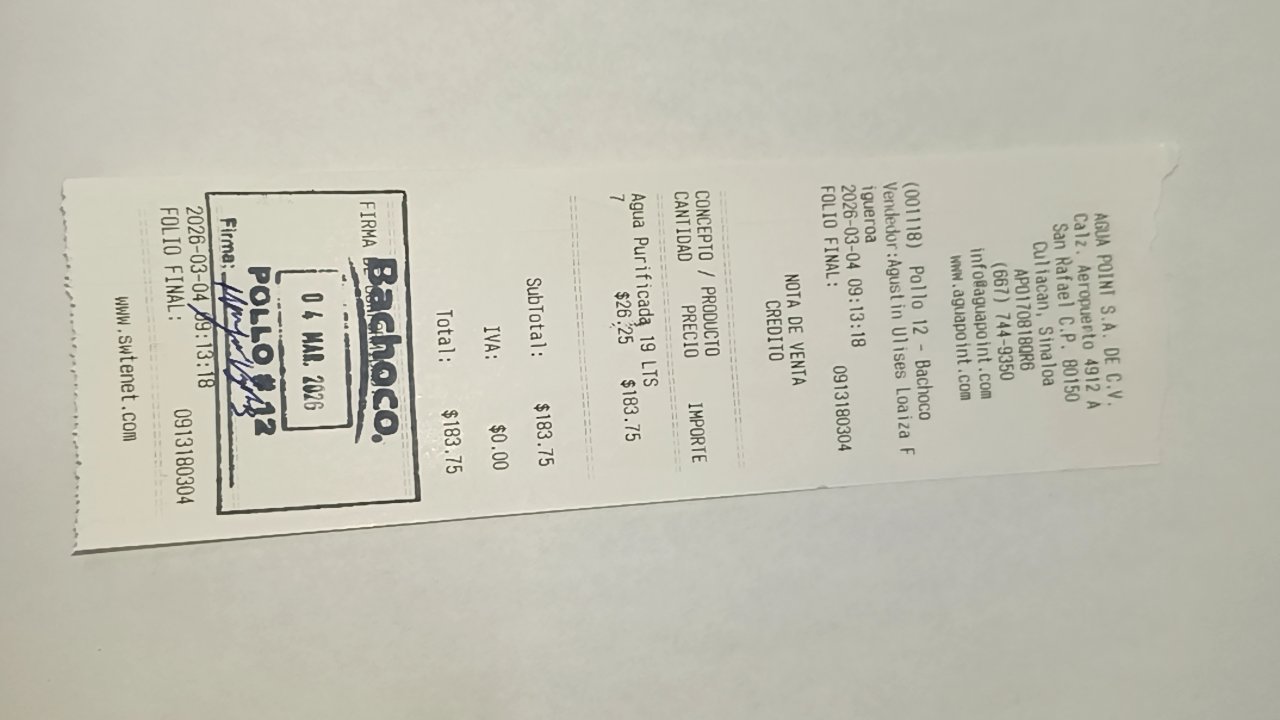 AGUA POINT S.A. DE C.V.
Calz. Aeropuerto 4912 A
San Rafael C.P. 80150
Culiacan, Sinaloa
APO170818QR6
(667) 744-9350
info@aguapoint.com
www.aguapoint.com
(001118) Pollo 12 - Bachoco
Vendedor:Agustin Ulises Loaiza F
igueroa
2026-03-04 09:13:18
FOLIO FINAL: 0913180304
NOTA DE VENTA
CREDITO
CONCEPTO / PRODUCTO
CANTIDAD PRECIO IMPORTE
Agua Purificada 19 LTS
7 $26.25 $183.75
SubTotal: $183.75
IVA: $0.00
Total: $183.75
FIRMA
Bachoco.
04 MAR. 2026
POLLO # 12
Firma:
2026-03-04 09:13:18
FOLIO FINAL: 0913180304
www.swtenet.com